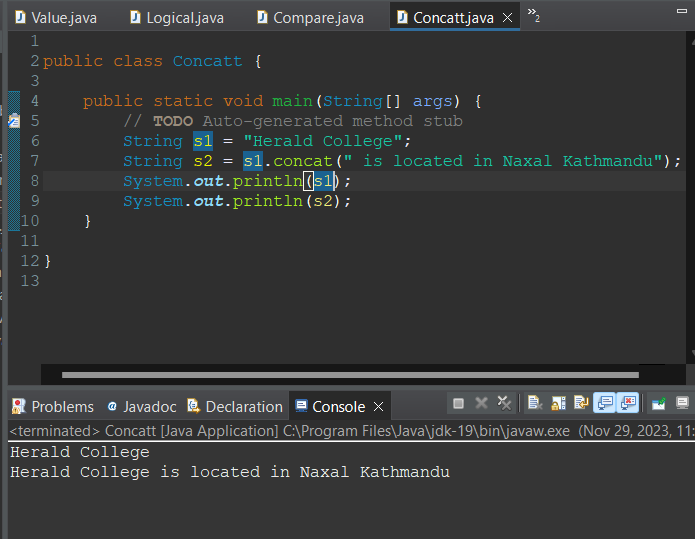 Value.java Logical.java Compare.java Concatt.java »2
1
2 public class Concatt {
3
4     public static void main(String[] args) {
5         // TODO Auto-generated method stub
6         String s1 = "Herald College";
7         String s2 = s1.concat(" is located in Naxal Kathmandu");
8         System.out.println(s1);
9         System.out.println(s2);
10     }
11
12 }
13
Problems @ Javadoc Declaration Console
<terminated> Concatt [Java Application] C:\Program Files\Java\jdk-19\bin\javaw.exe (Nov 29, 2023, 11:
Herald College
Herald College is located in Naxal Kathmandu